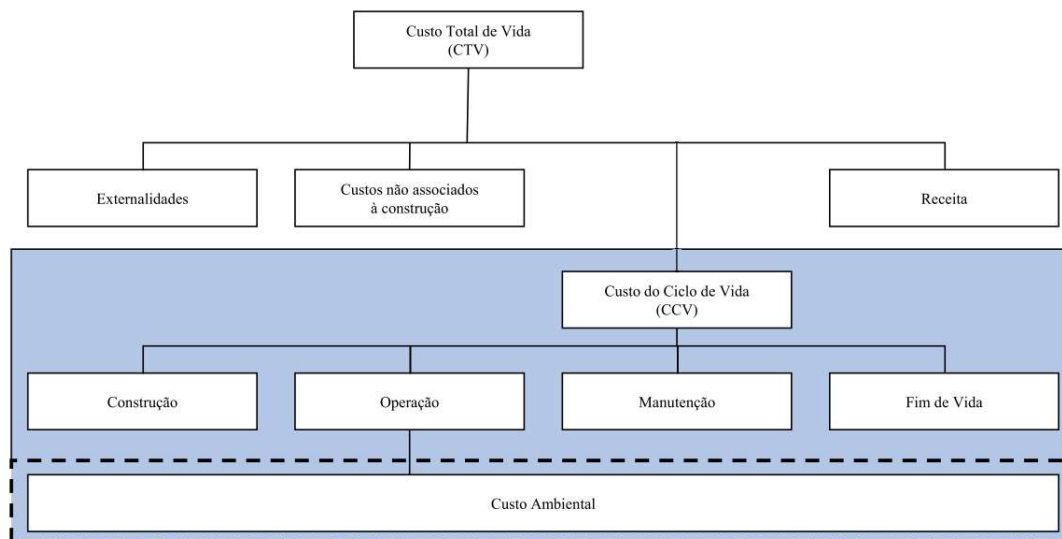 Custo Total de Vida
(CTV)
Externalidades
Custos não associados
à construção
Receita
Custo do Ciclo de Vida
(CCV)
Construção
Operação
Manutenção
Fim de Vida
Custo Ambiental